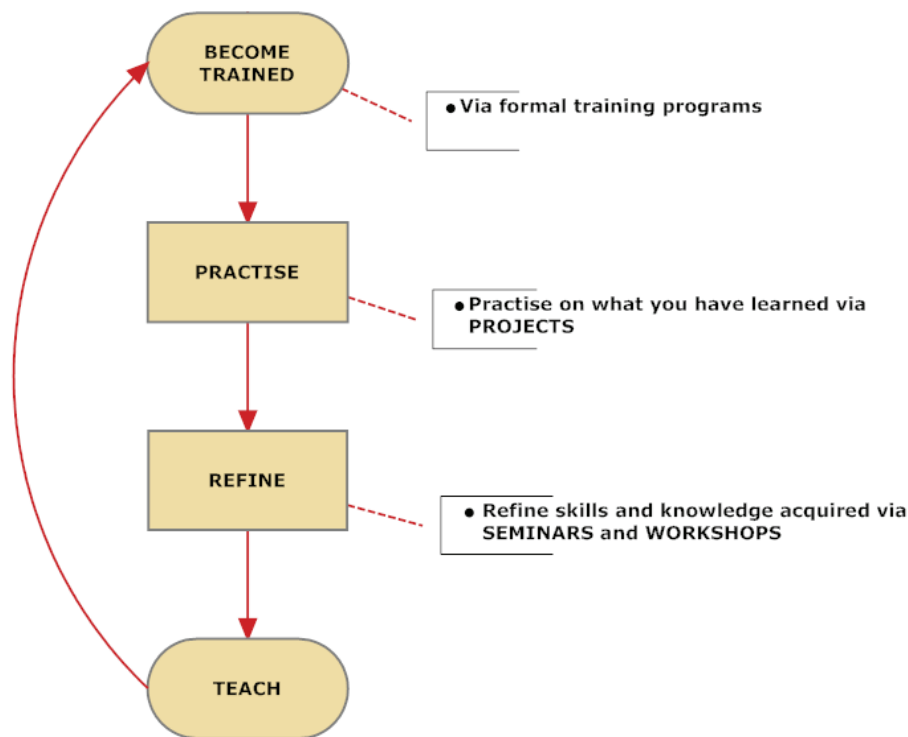 BECOME
TRAINED
• Via formal training programs
PRACTISE
• Practise on what you have learned via
PROJECTS
REFINE
• Refine skills and knowledge acquired via
SEMINARS and WORKSHOPS
TEACH